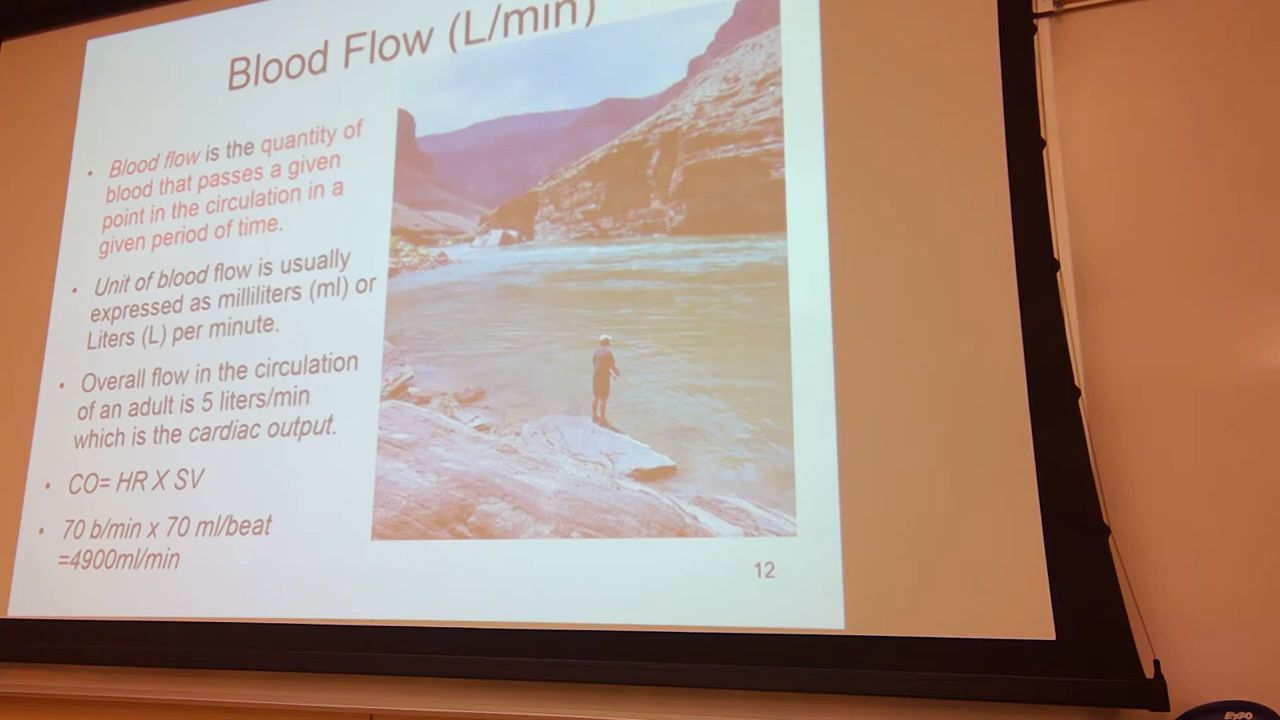 Blood Flow (L/min)
• Blood flow is the quantity of
blood that passes a given
point in the circulation in a
given period of time.
• Unit of blood flow is usually
expressed as milliliters (ml) or
Liters (L) per minute.
• Overall flow in the circulation
of an adult is 5 liters/min
which is the cardiac output.
• CO= HR X SV
• 70 b/min x 70 ml/beat
=4900ml/min
12
EXPO